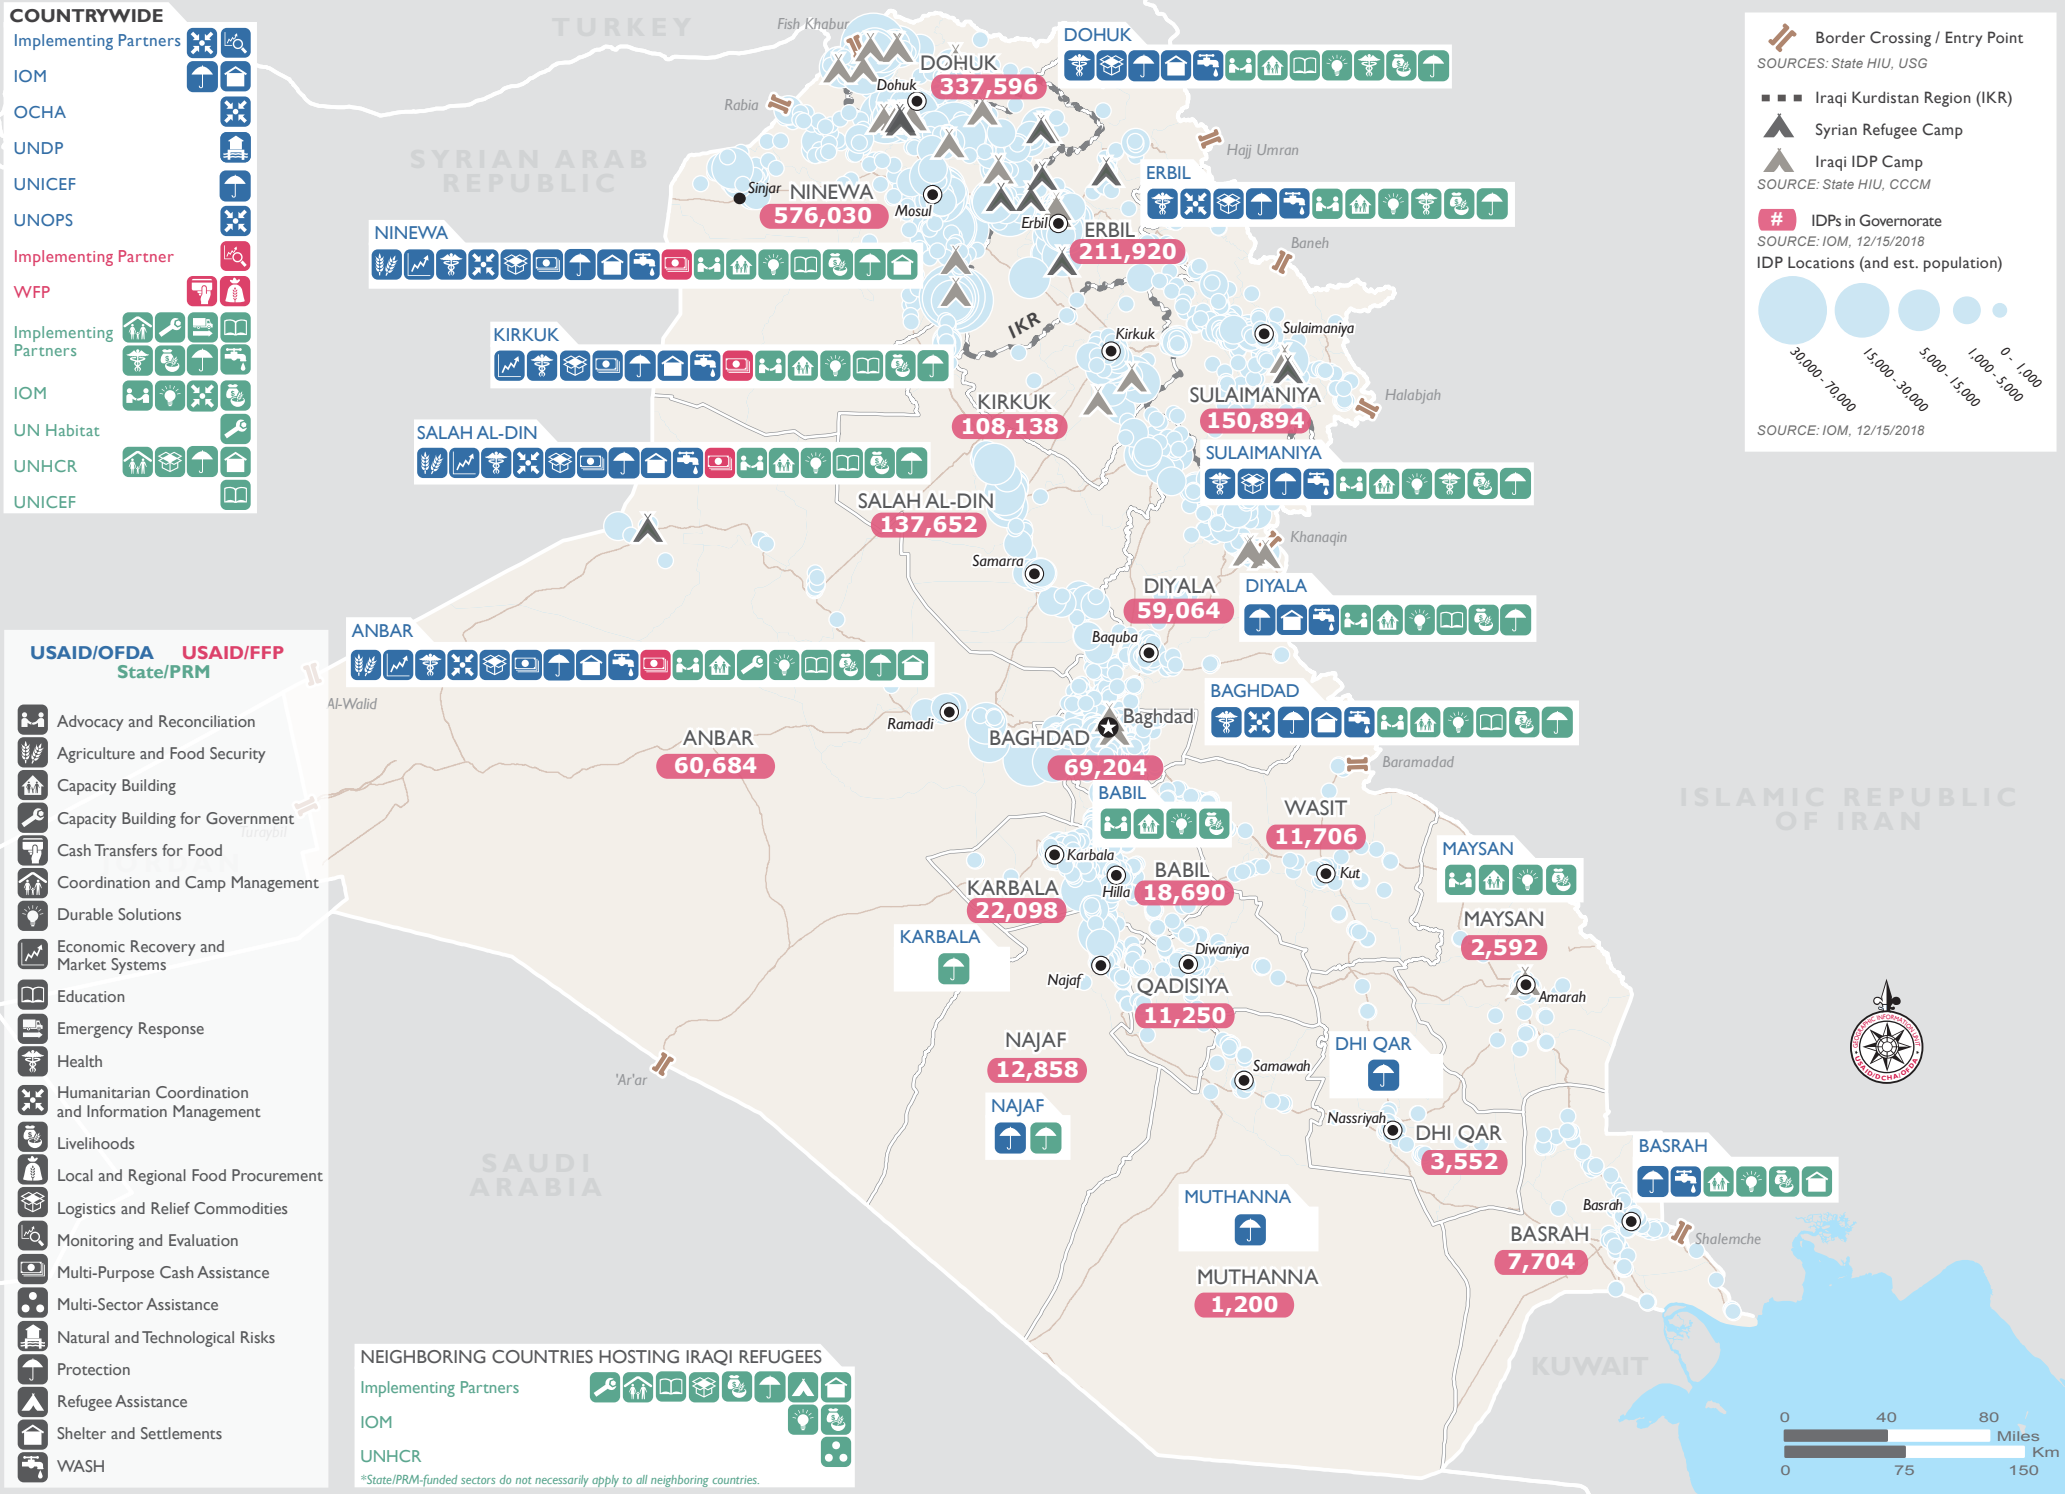 COUNTRYWIDE
Implementing Partners
IOM
OCHA
UNDP
UNICEF
UNOPS
Implementing Partner
WFP
Implementing
Partners
IOM
UN Habitat
UNHCR
UNICEF
USAID/OFDA USAID/FFP
State/PRM
Advocacy and Reconciliation
Agriculture and Food Security
Capacity Building
Capacity Building for Government
Cash Transfers for Food
Coordination and Camp Management
Durable Solutions
Economic Recovery and
Market Systems
Education
Emergency Response
Health
Humanitarian Coordination
and Information Management
Livelihoods
Local and Regional Food Procurement
Logistics and Relief Commodities
Monitoring and Evaluation
Multi-Purpose Cash Assistance
Multi-Sector Assistance
Natural and Technological Risks
Protection
Refugee Assistance
Shelter and Settlements
WASH
TURKEY
Fish Khabur
DOHUK
337,596
Dohuk
DOHUK
Rabia
SYRIAN ARAB
REPUBLIC
Hajj Umran
Sinjar
NINEWA
576,030
Mosul
ERBIL
Erbil
ERBIL
211,920
NINEWA
Baneh
IKR
KIRKUK
Kirkuk
Sulaimaniya
KIRKUK
108,138
SULAIMANIYA
150,894
Halabjah
SALAH AL-DIN
SULAIMANIYA
SALAH AL-DIN
137,652
Khanaqin
Samarra
DIYALA
59,064
DIYALA
Baquba
ANBAR
Al-Walid
BAGHDAD
Ramadi
Baghdad
ANBAR
60,684
BAGHDAD
69,204
Baramadad
BABIL
WASIT
11,706
ISLAMIC REPUBLIC
OF IRAN
Turaybil
Karbala
Kut
MAYSAN
BABIL
18,690
Hilla
KARBALA
22,098
MAYSAN
2,592
KARBALA
Diwaniya
Najaf
QADISIYA
11,250
Amarah
NAJAF
12,858
DHI QAR
Samawah
'Ar'ar
NAJAF
Nassriyah
DHI QAR
3,552
BASRAH
SAUDI
ARABIA
MUTHANNA
Basrah
BASRAH
7,704
Shalemche
MUTHANNA
1,200
KUWAIT
NEIGHBORING COUNTRIES HOSTING IRAQI REFUGEES
Implementing Partners
IOM
UNHCR
*State/PRM-funded sectors do not necessarily apply to all neighboring countries.
Border Crossing / Entry Point
SOURCES: State HIU, USG
Iraqi Kurdistan Region (IKR)
Syrian Refugee Camp
Iraqi IDP Camp
SOURCE: State HIU, CCCM
# IDPs in Governorate
SOURCE: IOM, 12/15/2018
IDP Locations (and est. population)
30,000 - 70,000
15,000 - 30,000
5,000 - 15,000
1,000 - 5,000
0 - 1,000
SOURCE: IOM, 12/15/2018
GEOGRAPHIC INFORMATION UNIT
USAID/DCHA/OFDA
0 40 80
Miles
Km
0 75 150